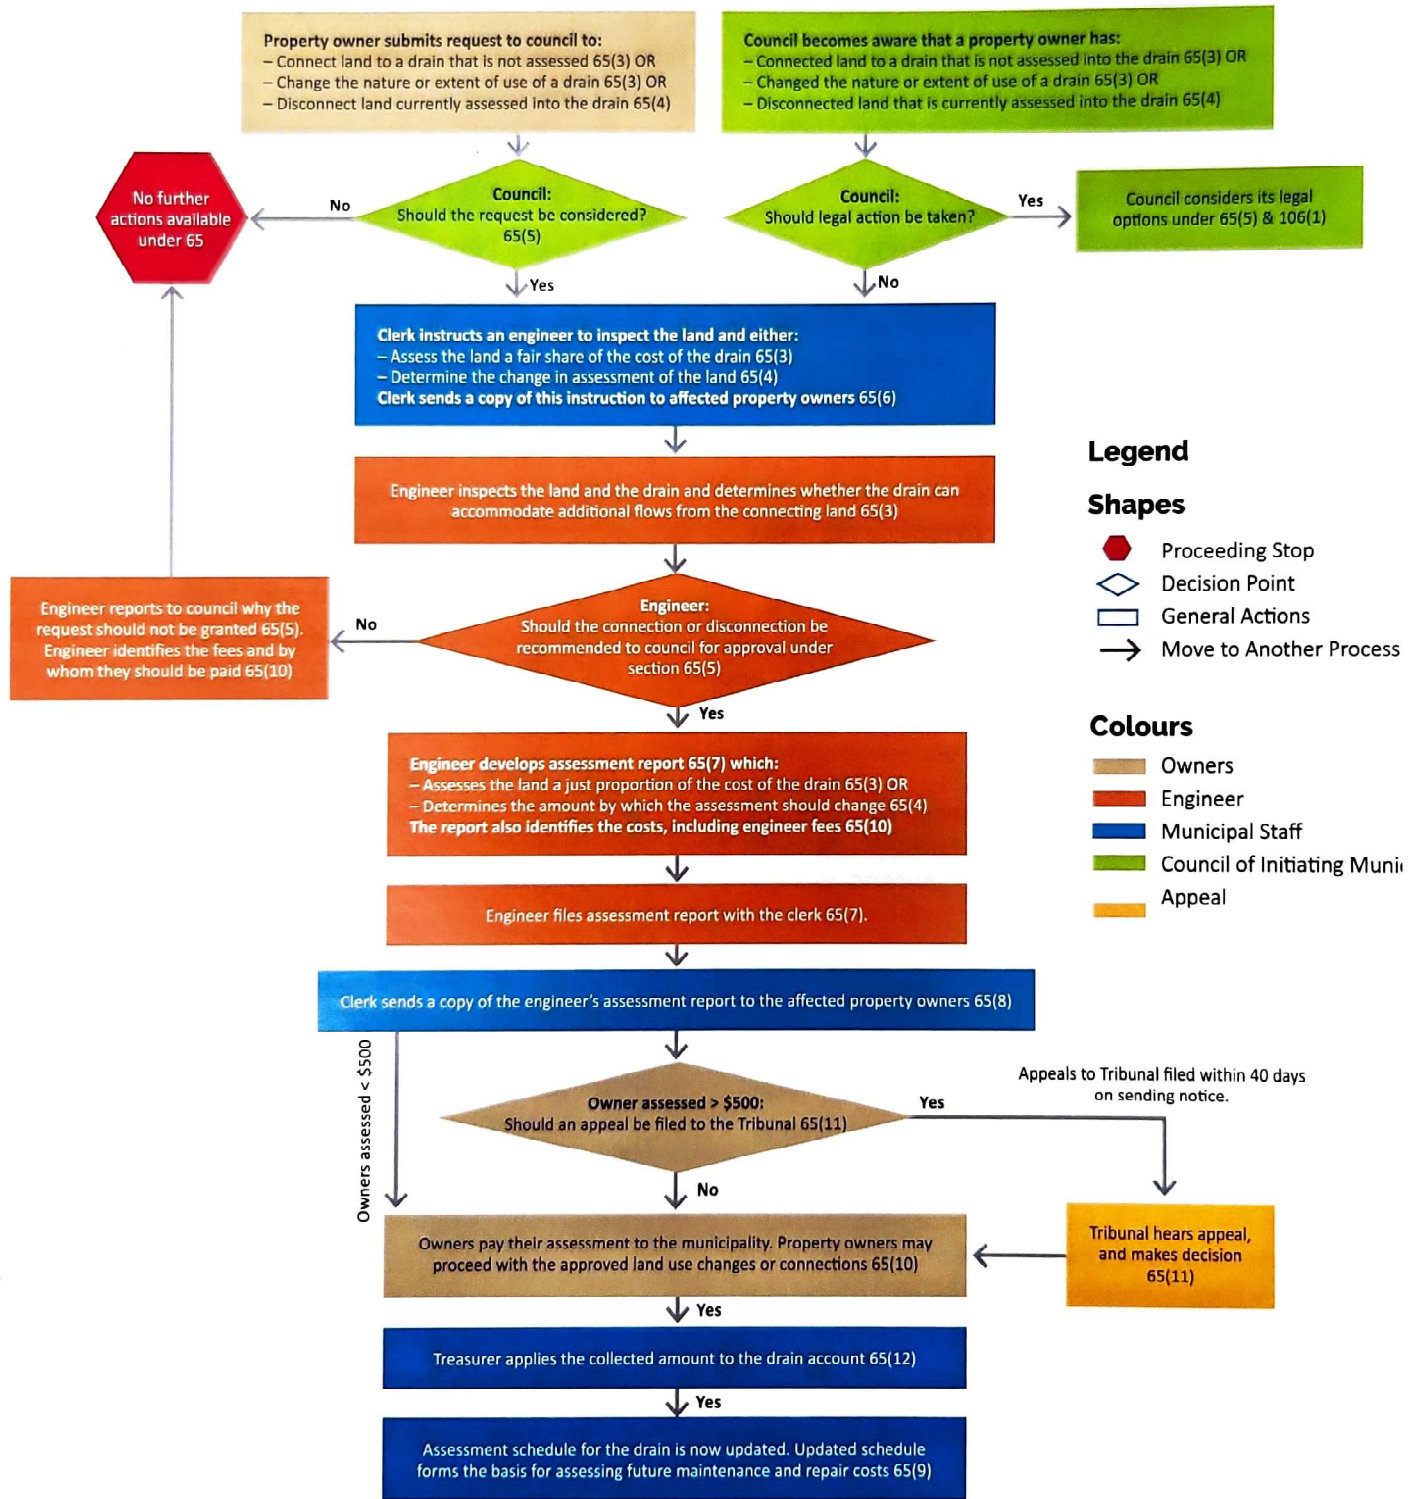 Property owner submits request to council to:
– Connect land to a drain that is not assessed 65(3) OR
– Change the nature or extent of use of a drain 65(3) OR
– Disconnect land currently assessed into the drain 65(4)
Council becomes aware that a property owner has:
– Connected land to a drain that is not assessed into the drain 65(3) OR
– Changed the nature or extent of use of a drain 65(3) OR
– Disconnected land that is currently assessed into the drain 65(4)
No further
actions available
under 65
No
Council:
Should the request be considered?
65(5)
Yes
Council:
Should legal action be taken?
Yes
No
Council considers its legal
options under 65(5) & 106(1)
Clerk instructs an engineer to inspect the land and either:
– Assess the land a fair share of the cost of the drain 65(3)
– Determine the change in assessment of the land 65(4)
Clerk sends a copy of this instruction to affected property owners 65(6)
Engineer inspects the land and the drain and determines whether the drain can
accommodate additional flows from the connecting land 65(3)
Engineer reports to council why the
request should not be granted 65(5).
Engineer identifies the fees and by
whom they should be paid 65(10)
No
Engineer:
Should the connection or disconnection be
recommended to council for approval under
section 65(5)
Yes
Engineer develops assessment report 65(7) which:
– Assesses the land a just proportion of the cost of the drain 65(3) OR
– Determines the amount by which the assessment should change 65(4)
The report also identifies the costs, including engineer fees 65(10)
Engineer files assessment report with the clerk 65(7).
Clerk sends a copy of the engineer's assessment report to the affected property owners 65(8)
Owners assessed < $500
Owner assessed > $500:
Should an appeal be filed to the Tribunal 65(11)
Yes
Appeals to Tribunal filed within 40 days
on sending notice.
No
Owners pay their assessment to the municipality. Property owners may
proceed with the approved land use changes or connections 65(10)
Tribunal hears appeal,
and makes decision
65(11)
Yes
Treasurer applies the collected amount to the drain account 65(12)
Yes
Assessment schedule for the drain is now updated. Updated schedule
forms the basis for assessing future maintenance and repair costs 65(9)
Legend
Shapes
Proceeding Stop
Decision Point
General Actions
Move to Another Process
Colours
Owners
Engineer
Municipal Staff
Council of Initiating Muni
Appeal